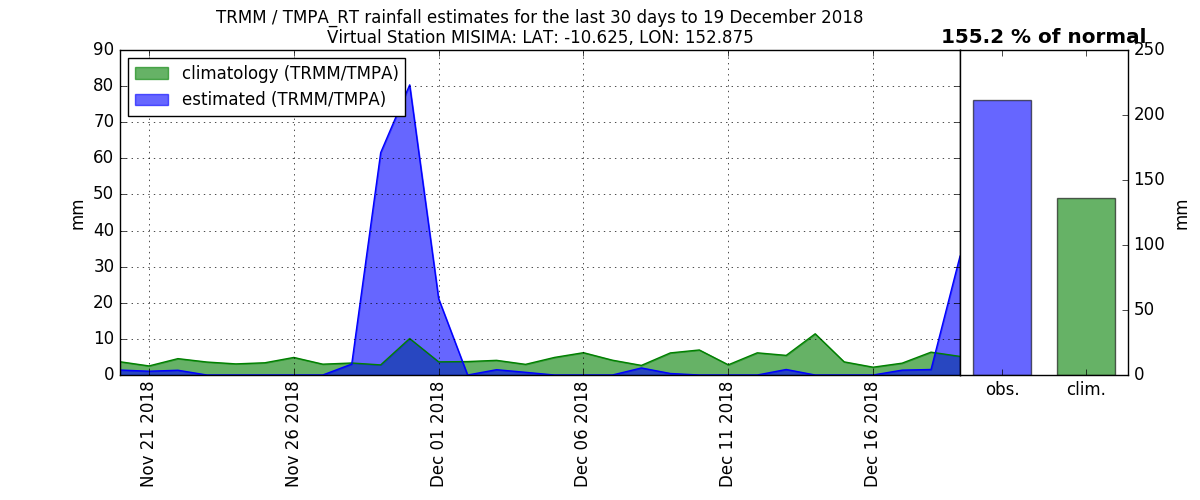 TRMM / TMPA_RT rainfall estimates for the last 30 days to 19 December 2018
Virtual Station MISIMA: LAT: -10.625, LON: 152.875
155.2 % of normal
climatology (TRMM/TMPA)
estimated (TRMM/TMPA)
mm
90
80
70
60
50
40
30
20
10
0
Nov 21 2018
Nov 26 2018
Dec 01 2018
Dec 06 2018
Dec 11 2018
Dec 16 2018
obs.
clim.
250
200
150
100
50
0
mm